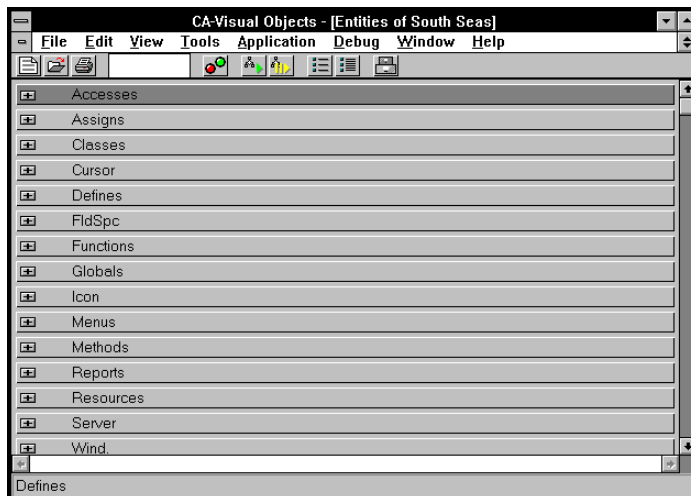 CA-Visual Objects - [Entities of South Seas]
File Edit View Tools Application Debug Window Help
Accesses
Assigns
Classes
Cursor
Defines
FldSpc
Functions
Globals
Icon
Menus
Methods
Reports
Resources
Server
Wind.
Defines